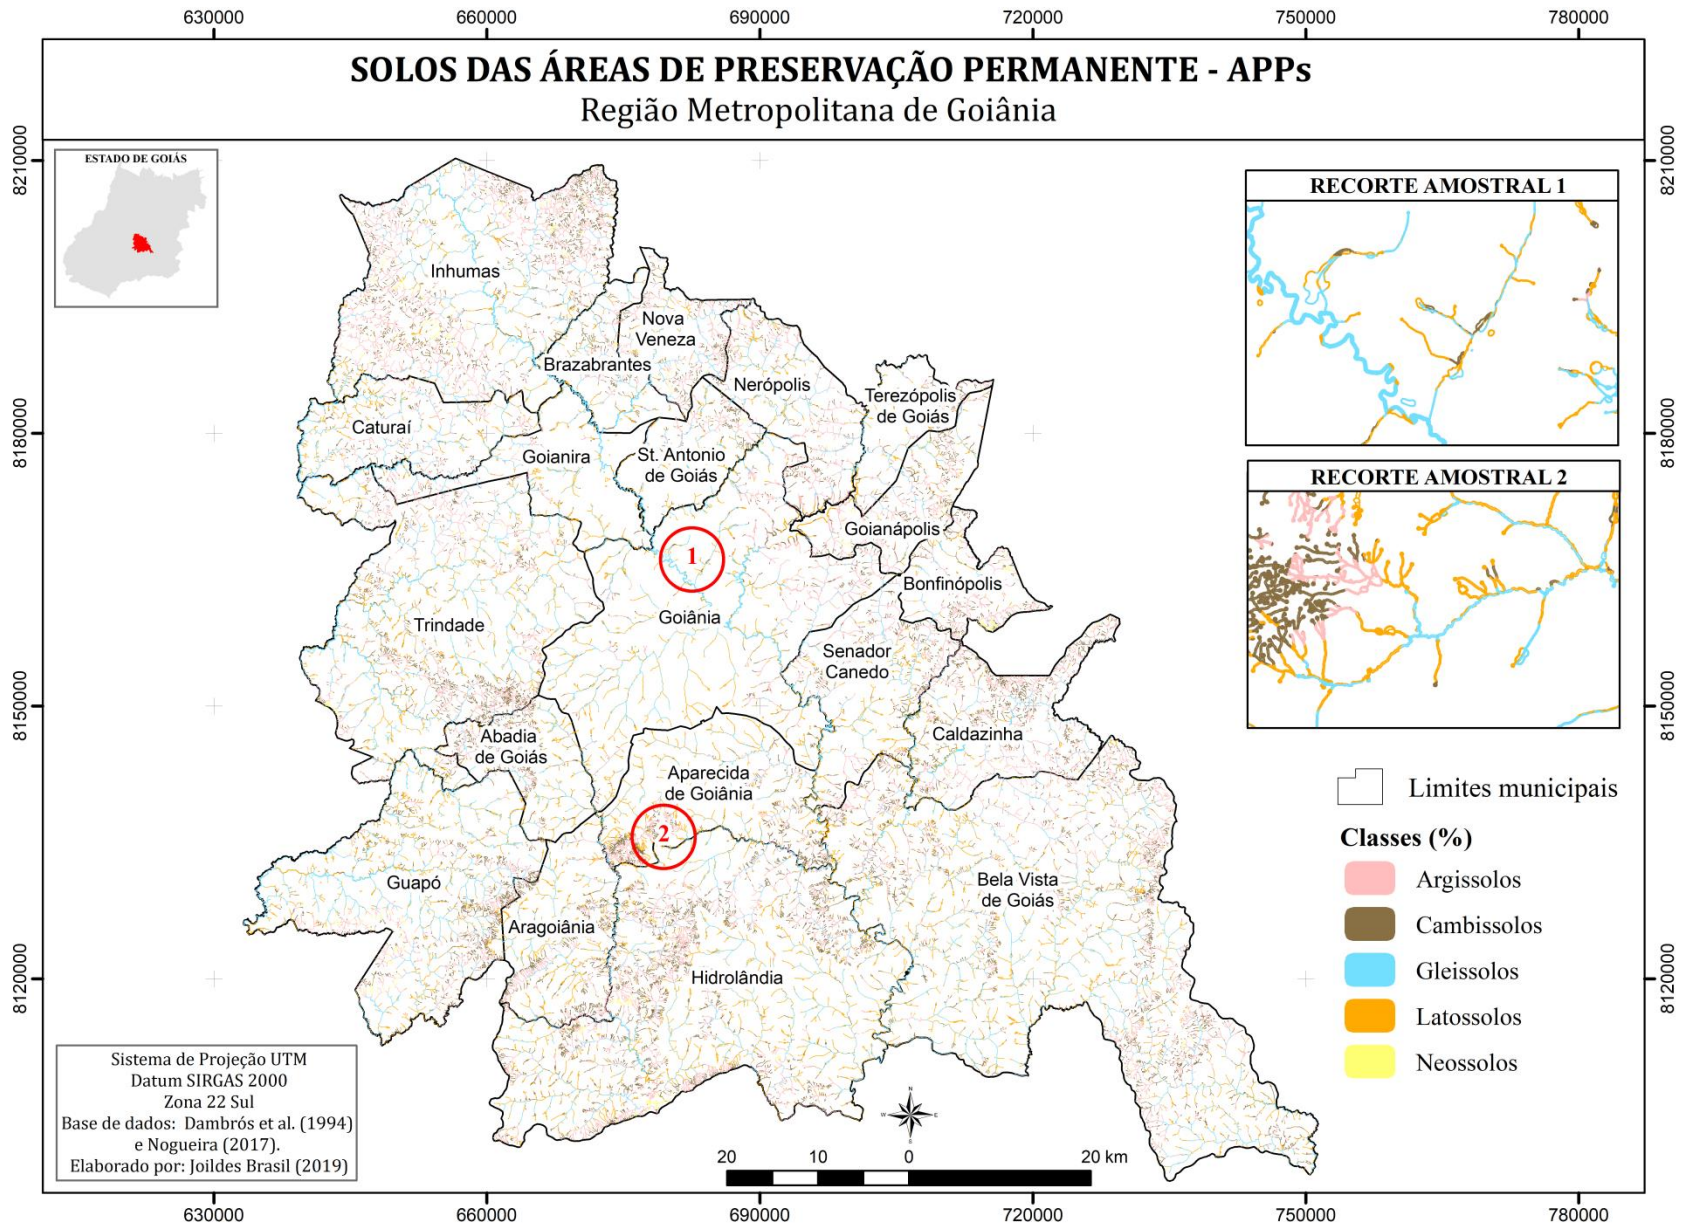 630000
660000
690000
720000
750000
780000
SOLOS DAS ÁREAS DE PRESERVAÇÃO PERMANENTE - APPs
Região Metropolitana de Goiânia
8210000
8180000
8150000
8120000
ESTADO DE GOIÁS
Inhumas
Nova
Veneza
Brazabrantes
Nerópolis
Terezópolis
de Goiás
Caturaí
Goianira
St. Antonio
de Goiás
Goianápolis
1
Bonfinópolis
Goiânia
Trindade
Senador
Canedo
Abadia
de Goiás
Caldazinha
Aparecida
de Goiânia
2
Guapó
Bela Vista
de Goiás
Aragoiânia
Hidrolândia
RECORTE AMOSTRAL 1
RECORTE AMOSTRAL 2
8210000
8180000
8150000
8120000
Limites municipais
Classes (%)
Argissolos
Cambissolos
Gleissolos
Latossolos
Neossolos
Sistema de Projeção UTM
Datum SIRGAS 2000
Zona 22 Sul
Base de dados: Dambrós et al. (1994)
e Nogueira (2017).
Elaborado por: Joildes Brasil (2019)
N
W
E
S
20
10
0
20 km
630000
660000
690000
720000
750000
780000